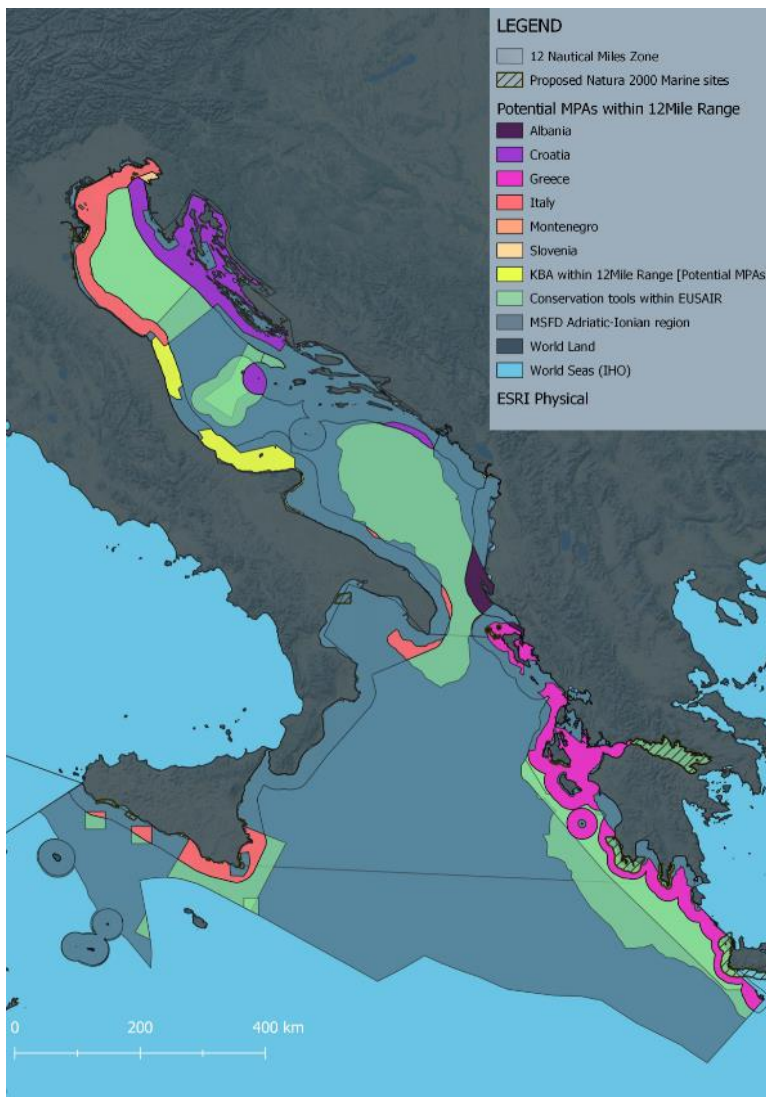 LEGEND
12 Nautical Miles Zone
Proposed Natura 2000 Marine sites
Potential MPAs within 12Mile Range
Albania
Croatia
Greece
Italy
Montenegro
Slovenia
KBA within 12Mile Range [Potential MPAs
Conservation tools within EUSAIR
MSFD Adriatic-Ionian region
World Land
World Seas (IHO)
ESRI Physical
0 200 400 km